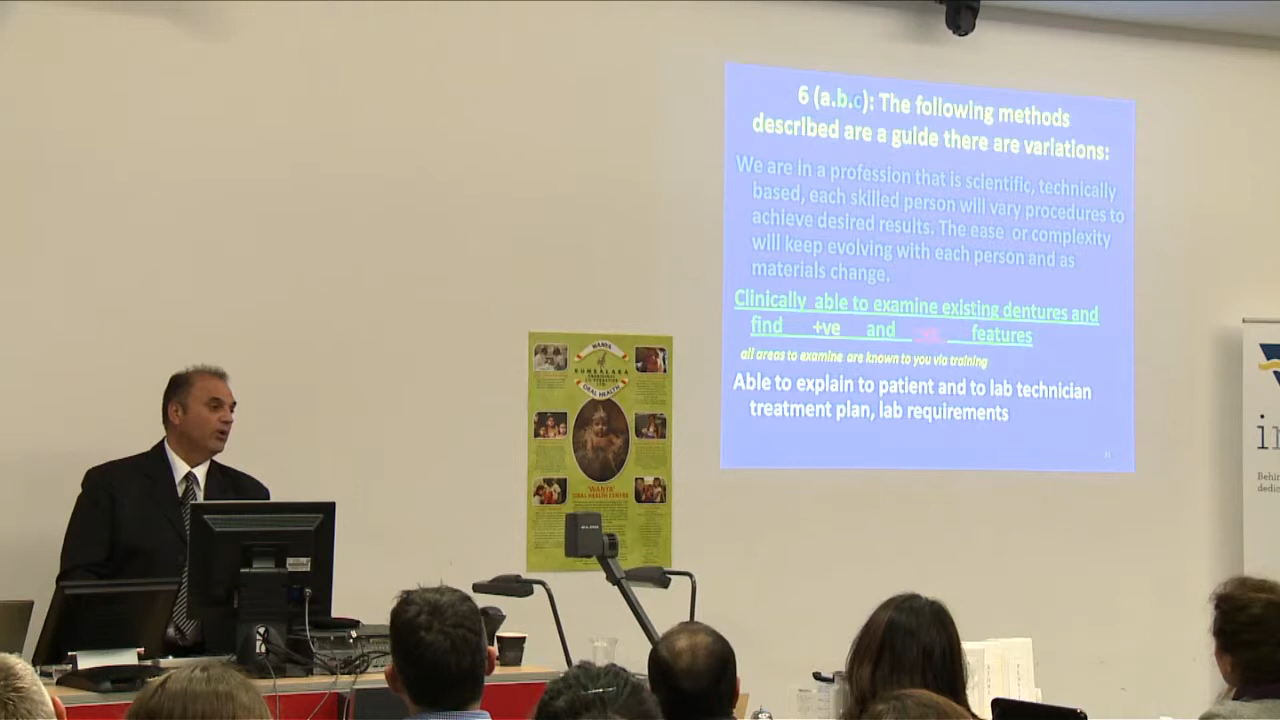 6 (a.b.c): The following methods
described are a guide there are variations:
We are in a profession that is scientific, technically
based, each skilled person will vary procedures to
achieve desired results. The ease or complexity
will keep evolving with each person and as
materials change.
Clinically able to examine existing dentures and
find +ve and -ve features
all areas to examine are known to you via training
Able to explain to patient and to lab technician
treatment plan, lab requirements
WANYA
RUMBALARA
ORAL HEALTH
'WANYA'
ORAL HEALTH CENTRE
Behin
dedic